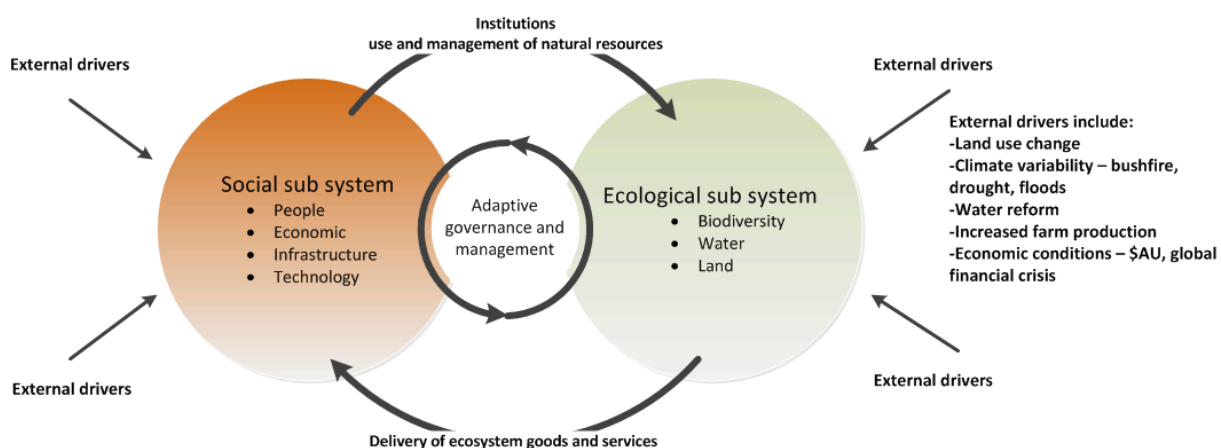 Institutions
use and management of natural resources
External drivers
External drivers
External drivers include:
-Land use change
-Climate variability – bushfire,
drought, floods
-Water reform
-Increased farm production
-Economic conditions – $AU, global
financial crisis
Social sub system
• People
• Economic
• Infrastructure
• Technology
Adaptive
governance and
management
Ecological sub system
• Biodiversity
• Water
• Land
External drivers
External drivers
Delivery of ecosystem goods and services